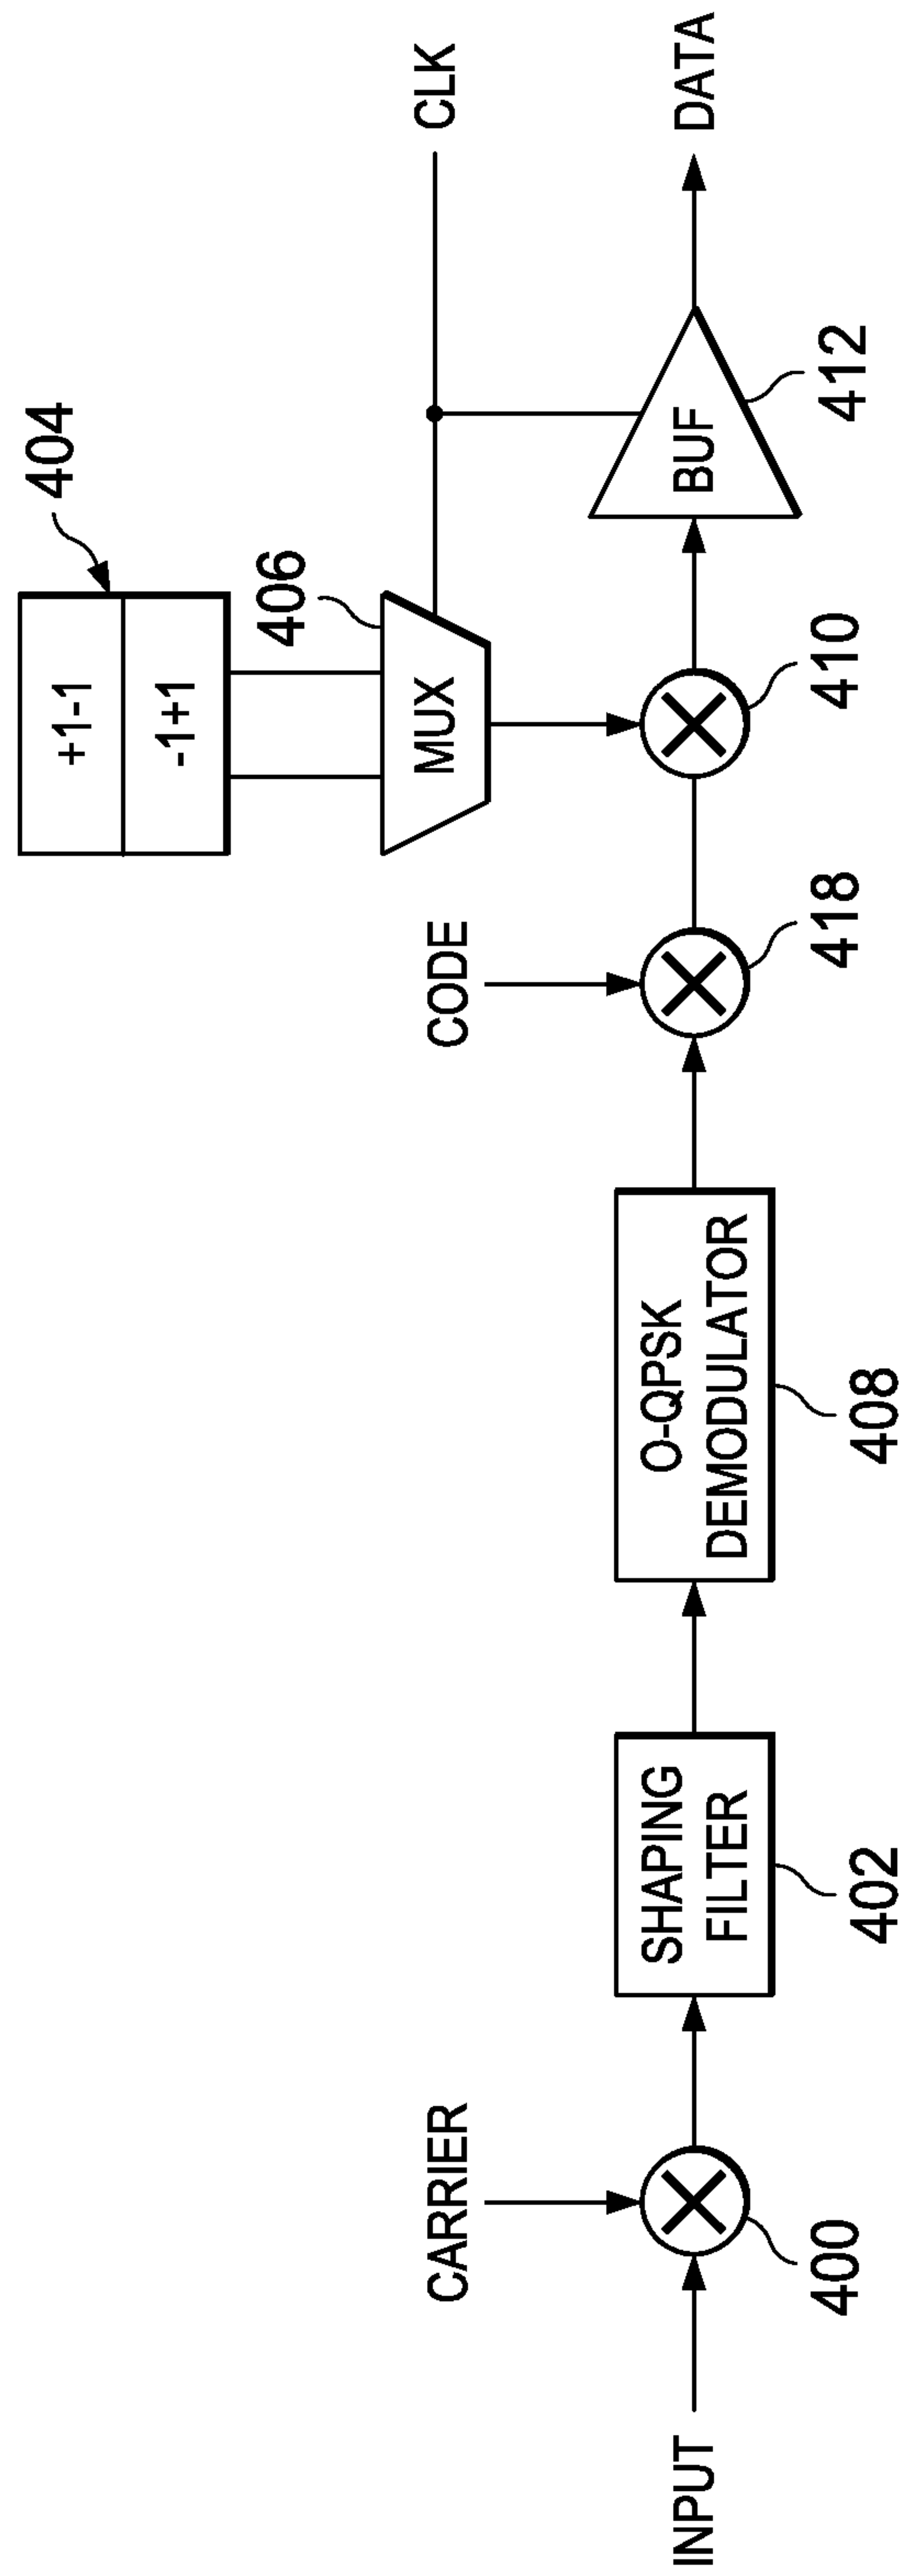 404
+1-1
-1+1
406
MUX
CLK
CARRIER
CODE
INPUT
SHAPING
FILTER
O-QPSK
DEMODULATOR
BUF
DATA
400
402
408
418
410
412